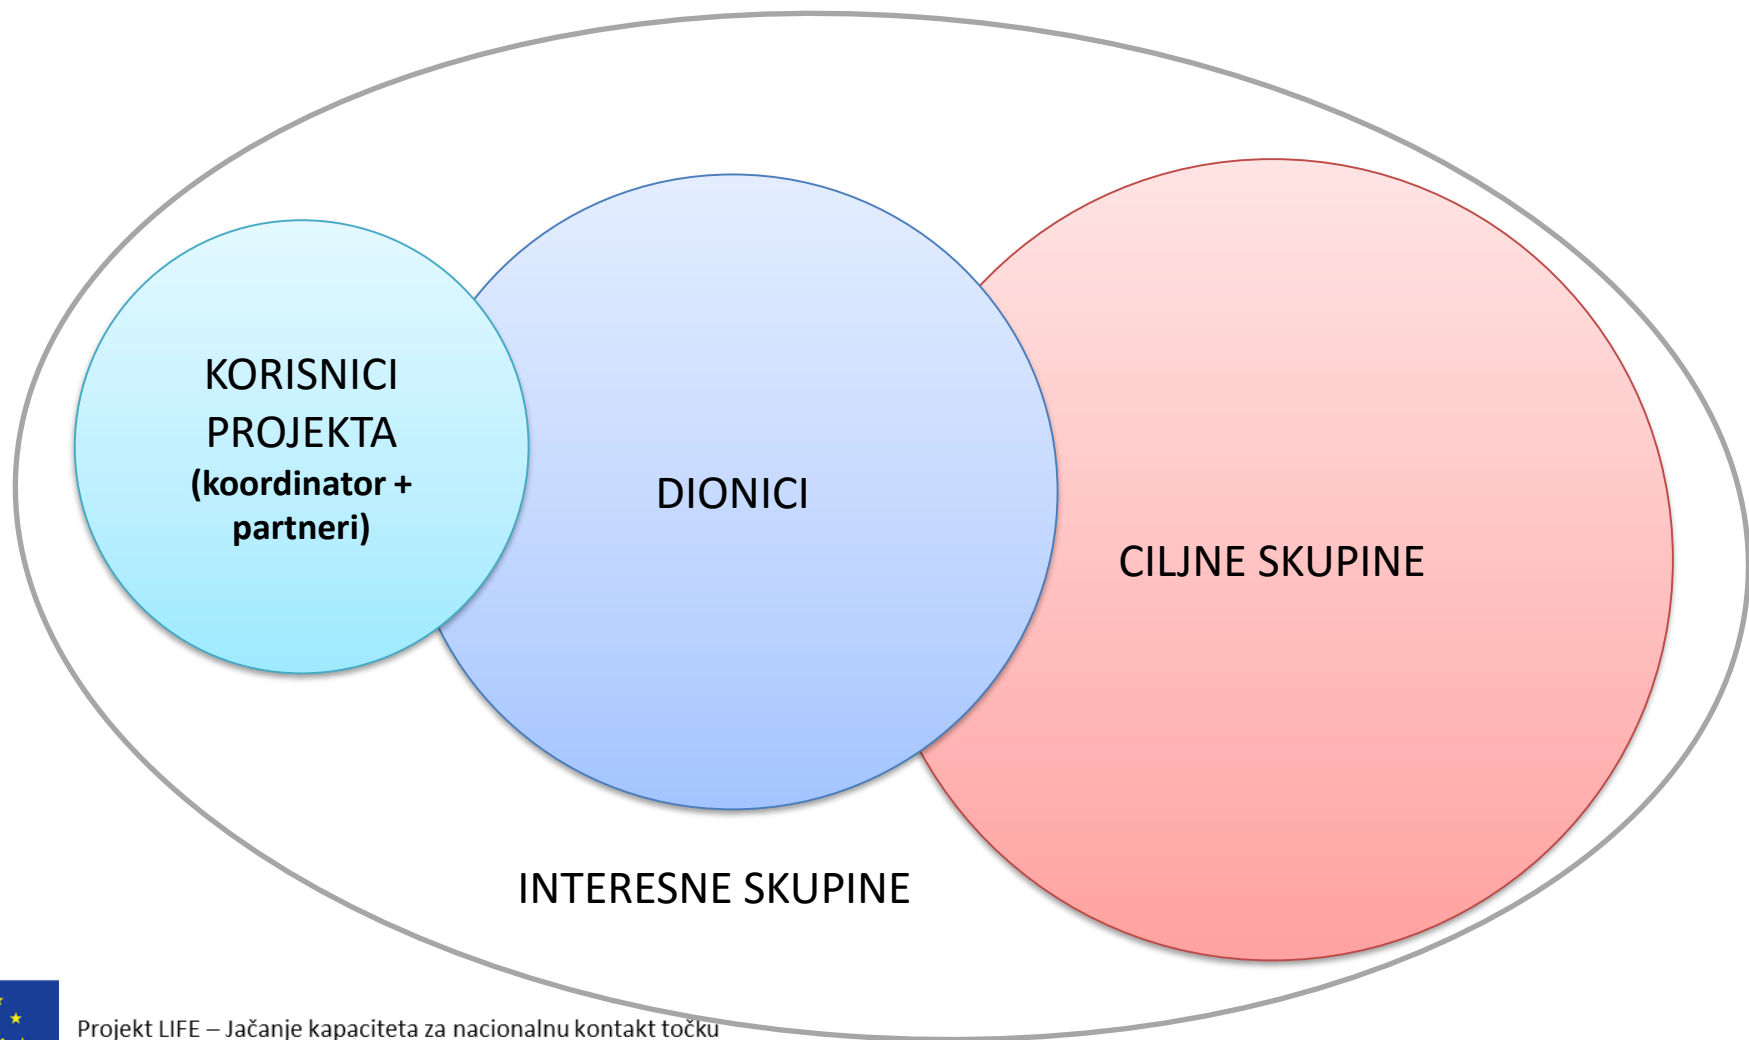 KORISNICI
PROJEKTA
(koordinator +
partneri)
DIONICI
CILJNE SKUPINE
INTERESNE SKUPINE
Projekt LIFE – Jačanje kapaciteta za nacionalnu kontakt točku